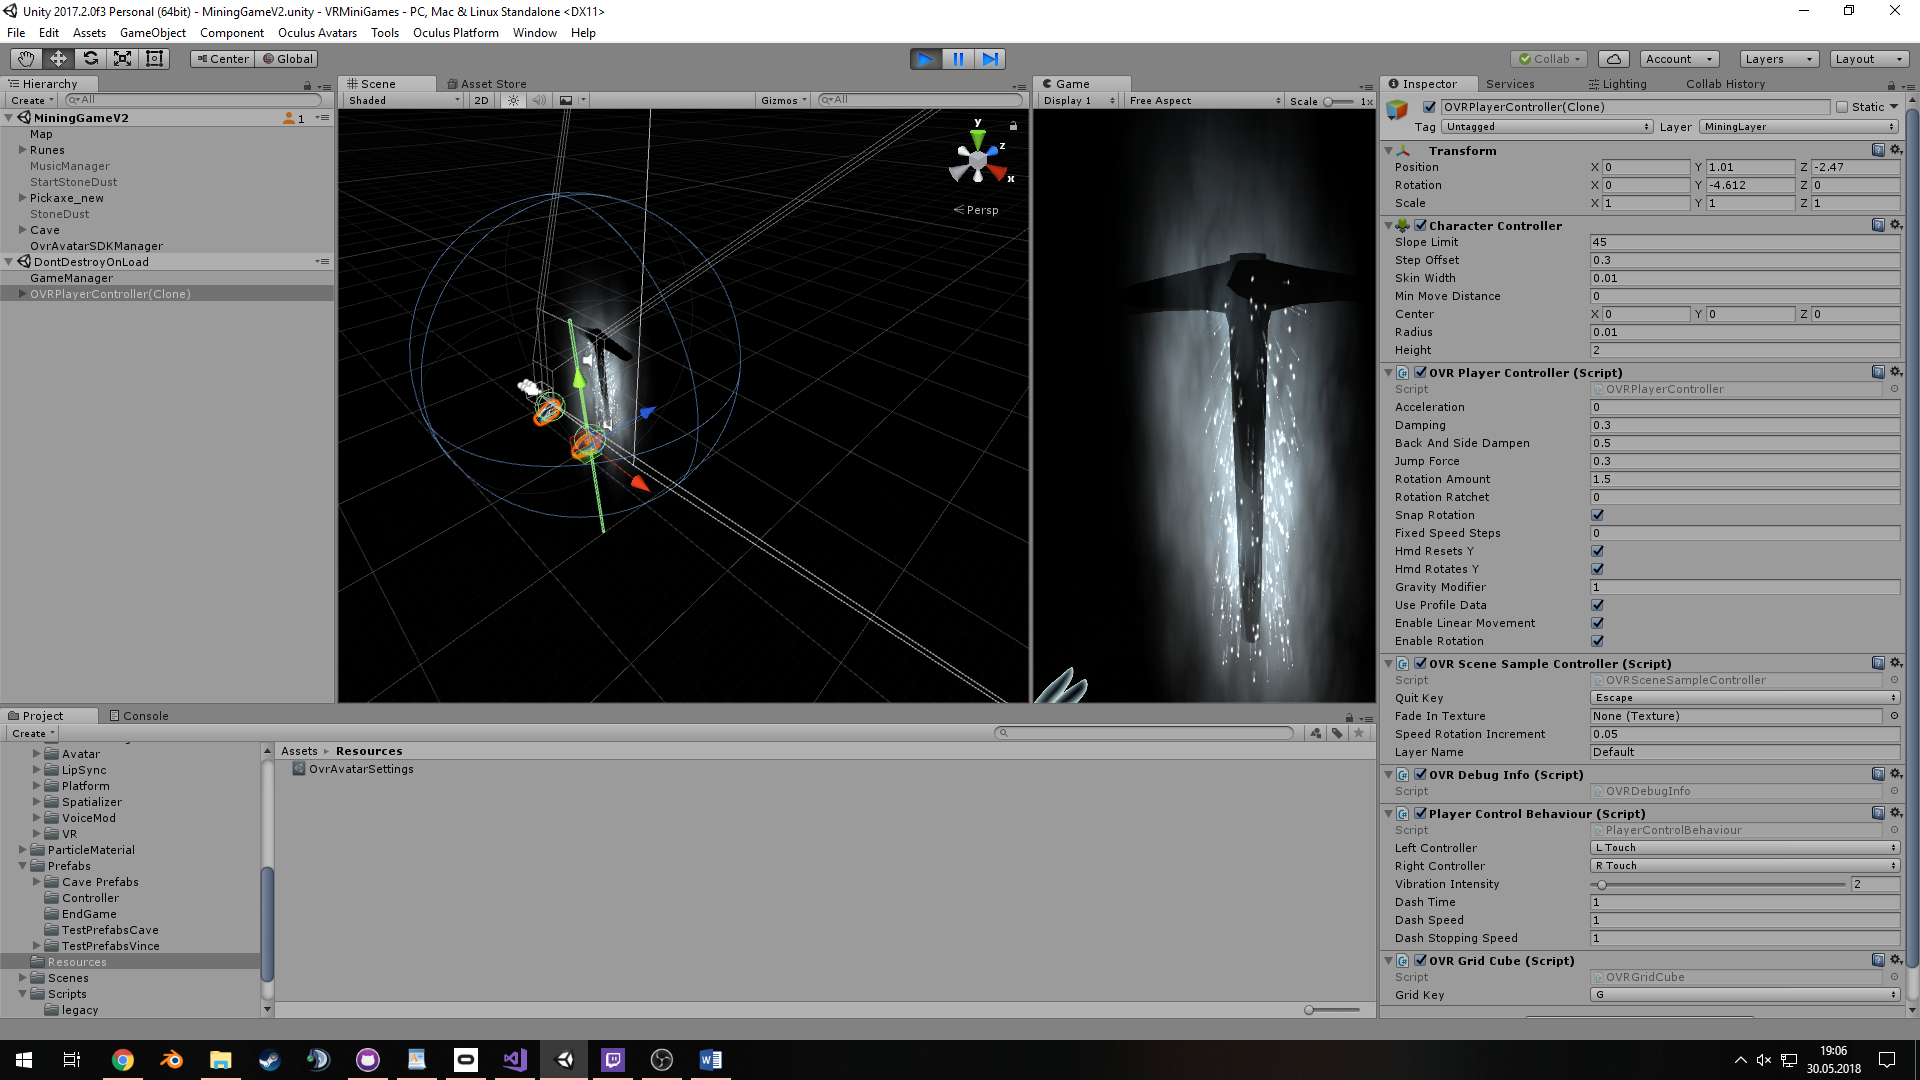 Unity 2017.2.0f3 Personal (64bit) - MiningGameV2.unity - VRMiniGames - PC, Mac & Linux Standalone <DX11>
File Edit Assets GameObject Component Oculus Avatars Tools Oculus Platform Window Help
Center Global
Collab Account Layers Layout
Hierarchy
Create All
MiningGameV2 1
Map
Runes
MusicManager
StartStoneDust
Pickaxe_new
StoneDust
Cave
OvrAvatarSDKManager
DontDestroyOnLoad
GameManager
OVRPlayerController(Clone)
Scene Asset Store
Shaded 2D Gizmos All
y
z
x
Persp
Game
Display 1 Free Aspect Scale 1x
Inspector Services Lighting Collab History
OVRPlayerController(Clone) Static
Tag Untagged Layer MiningLayer
Transform
Position X 0 Y 1.01 Z -2.47
Rotation X 0 Y -4.612 Z 0
Scale X 1 Y 1 Z 1
Character Controller
Slope Limit 45
Step Offset 0.3
Skin Width 0.01
Min Move Distance 0
Center X 0 Y 0 Z 0
Radius 0.01
Height 2
OVR Player Controller (Script)
Script OVRPlayerController
Acceleration 0
Damping 0.3
Back And Side Dampen 0.5
Jump Force 0.3
Rotation Amount 1.5
Rotation Ratchet 0
Snap Rotation
Fixed Speed Steps 0
Hmd Resets Y
Hmd Rotates Y
Gravity Modifier 1
Use Profile Data
Enable Linear Movement
Enable Rotation
OVR Scene Sample Controller (Script)
Script OVRSceneSampleController
Quit Key Escape
Fade In Texture None (Texture)
Speed Rotation Increment 0.05
Layer Name Default
OVR Debug Info (Script)
Script OVRDebugInfo
Player Control Behaviour (Script)
Script PlayerControlBehaviour
Left Controller L Touch
Right Controller R Touch
Vibration Intensity 2
Dash Time 1
Dash Speed 1
Dash Stopping Speed 1
OVR Grid Cube (Script)
Script OVRGridCube
Grid Key G
Project Console
Create
Avatar
LipSync
Platform
Spatializer
VoiceMod
VR
ParticleMaterial
Prefabs
Cave Prefabs
Controller
EndGame
TestPrefabsCave
TestPrefabsVince
Resources
Scenes
Scripts
legacy
Assets Resources
OvrAvatarSettings
19:06
30.05.2018